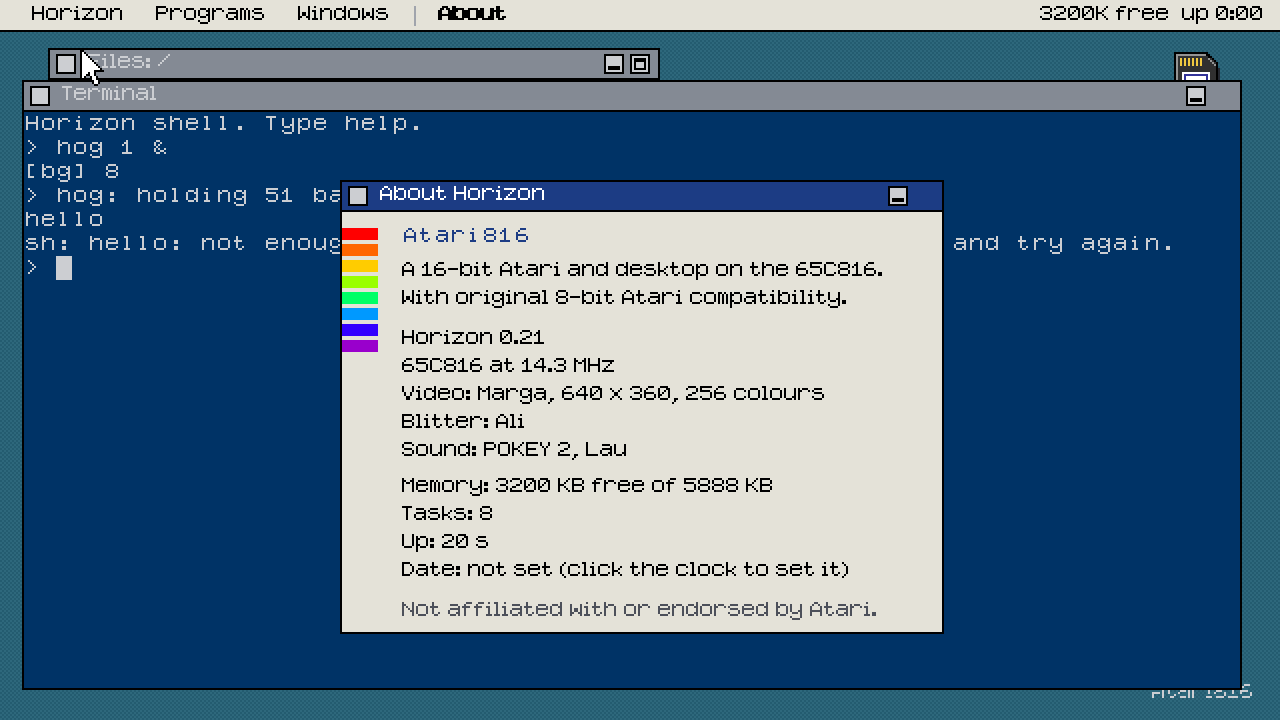 Horizon Programs Windows | About 3200K free up 0:00
Files: /
Terminal
Horizon shell. Type help.
> hog 1 &
[bg] 8
> hog: holding 51 ba
hello
sh: hello: not enoug and try again.
>
About Horizon
Atari816
A 16-bit Atari and desktop on the 65C816.
With original 8-bit Atari compatibility.
Horizon 0.21
65C816 at 14.3 MHz
Video: Marga, 640 x 360, 256 colours
Blitter: Ali
Sound: POKEY 2, Lau
Memory: 3200 KB free of 5888 KB
Tasks: 8
Up: 20 s
Date: not set (click the clock to set it)
Not affiliated with or endorsed by Atari.